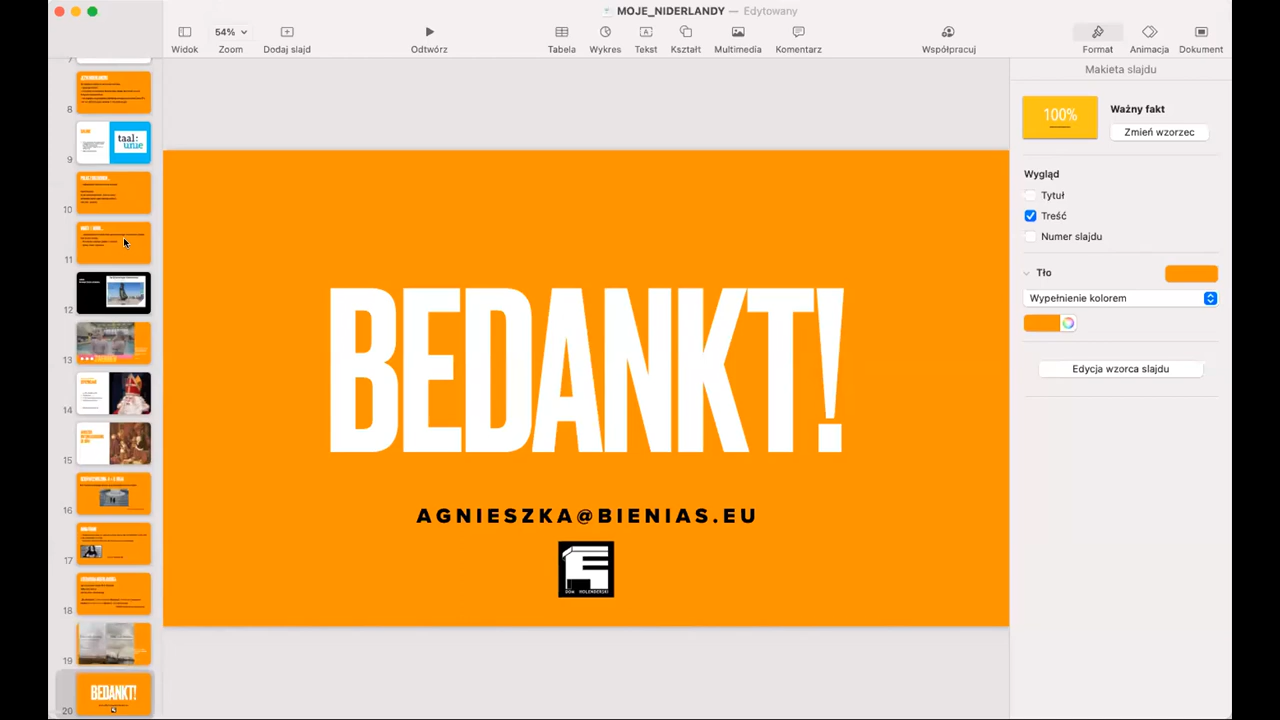 MOJE_NIDERLANDY — Edytowany
54%
Widok
Zoom
Dodaj slajd
Odtwórz
Tabela
Wykres
Tekst
Kształt
Multimedia
Komentarz
Współpracuj
Format
Animacja
Dokument
7
8
9
taal:
unie
10
11
12
13
14
15
16
17
18
19
20
BEDANKT!
BEDANKT!
AGNIESZKA@BIENIAS.EU
DOM HOLENDERSKI
Makieta slajdu
100%
Ważny fakt
Zmień wzorzec
Wygląd
Tytuł
Treść
Numer slajdu
Tło
Wypełnienie kolorem
Edycja wzorca slajdu